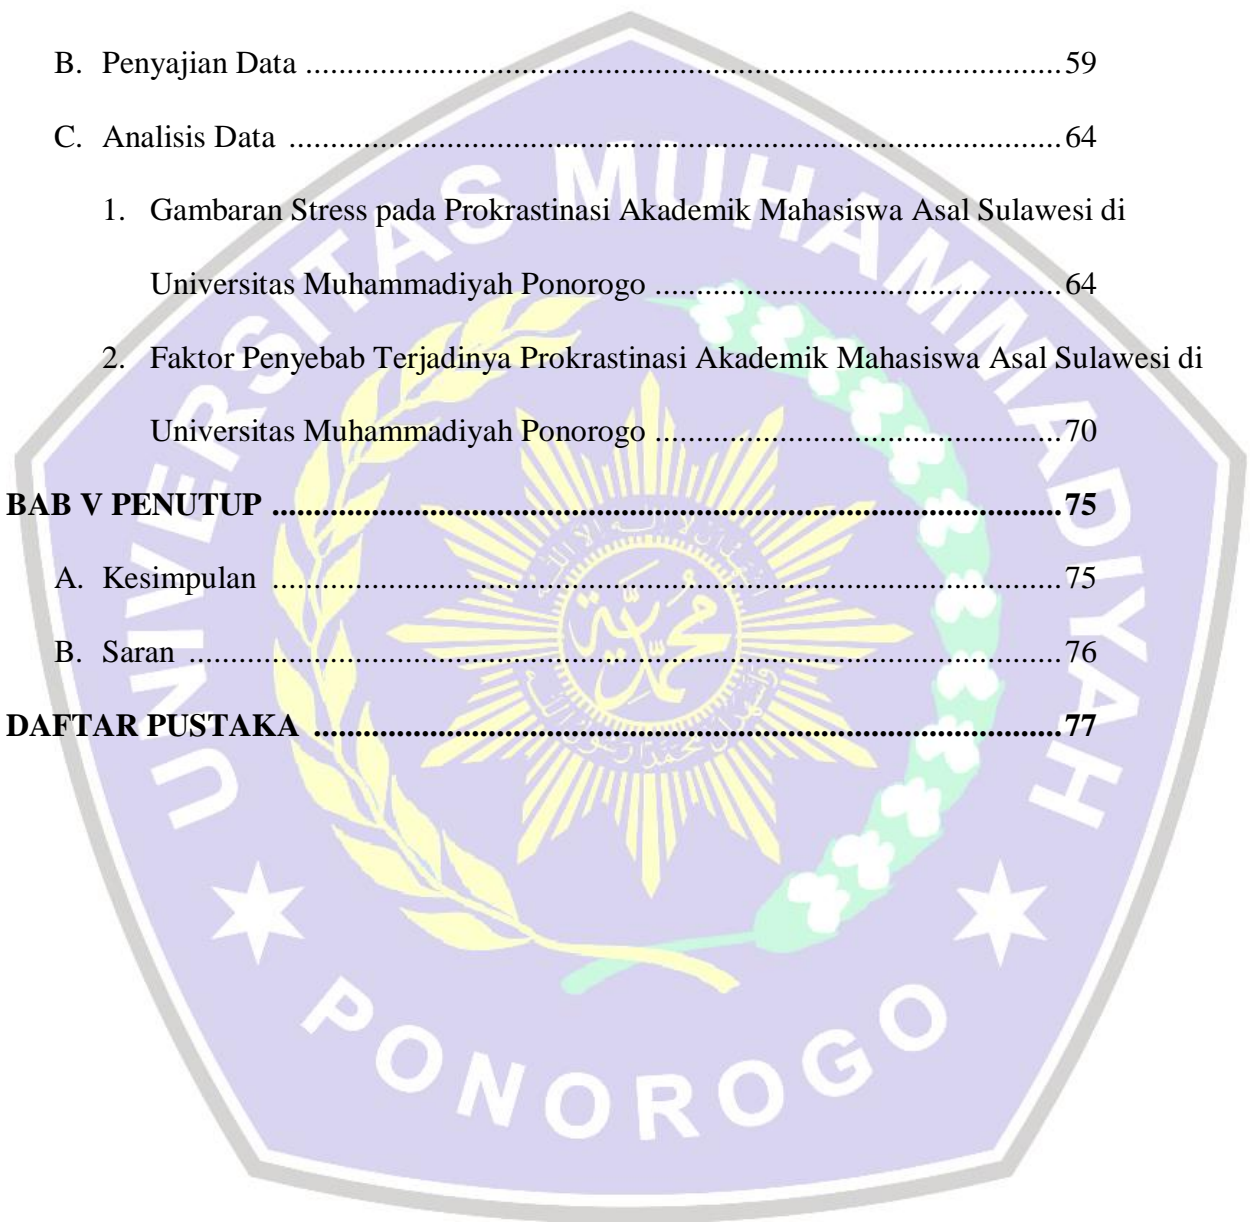 B. Penyajian Data ..........................................................................................59
C. Analisis Data ............................................................................................64
1. Gambaran Stress pada Prokrastinasi Akademik Mahasiswa Asal Sulawesi di
Universitas Muhammadiyah Ponorogo ................................................64
2. Faktor Penyebab Terjadinya Prokrastinasi Akademik Mahasiswa Asal Sulawesi di
Universitas Muhammadiyah Ponorogo ................................................70
BAB V PENUTUP ..............................................................................................75
A. Kesimpulan ..............................................................................................75
B. Saran ........................................................................................................76
DAFTAR PUSTAKA .........................................................................................77
UNIVERSITAS MUHAMMADIYAH
PONOROGO
محمدية